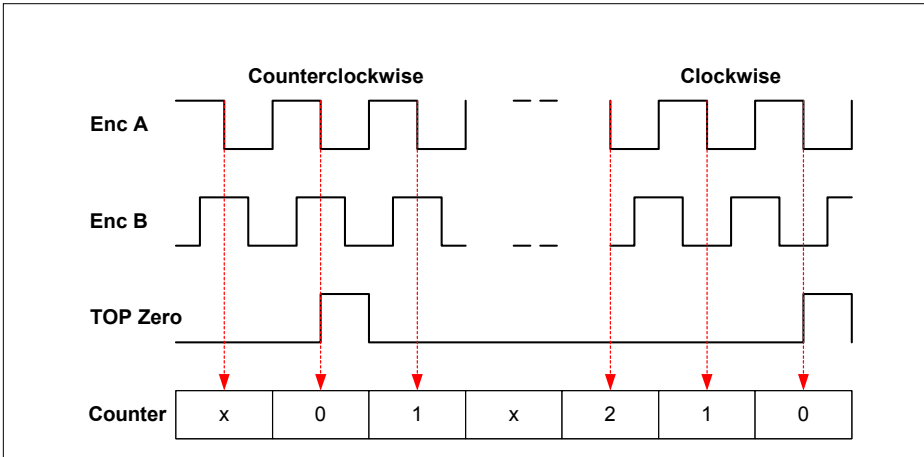 Counterclockwise Clockwise
Enc A
Enc B
TOP Zero
Counter x 0 1 x 2 1 0